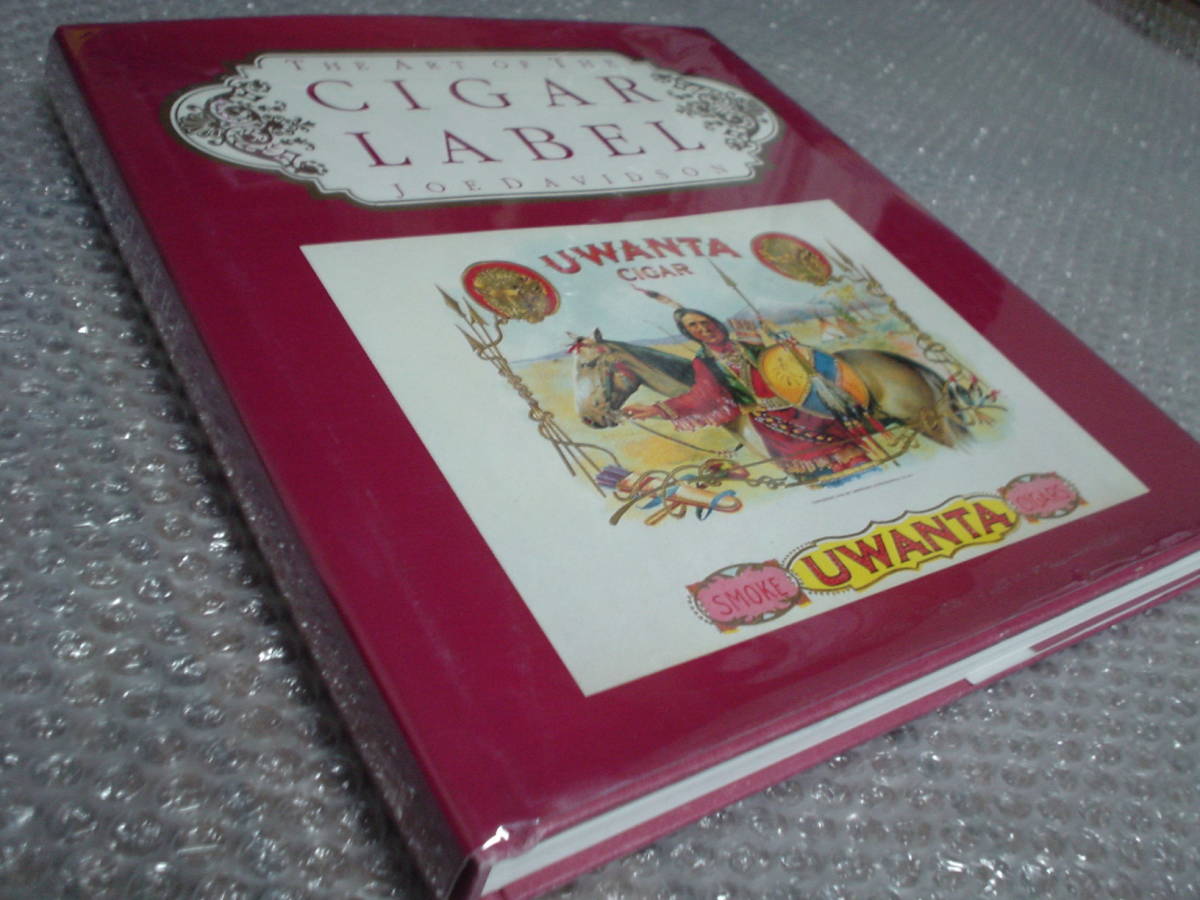 THE ART OF THE
CIGAR
LABEL
JOE DAVIDSON
UWANTA
CIGAR
SMOKE UWANTA CIGARS